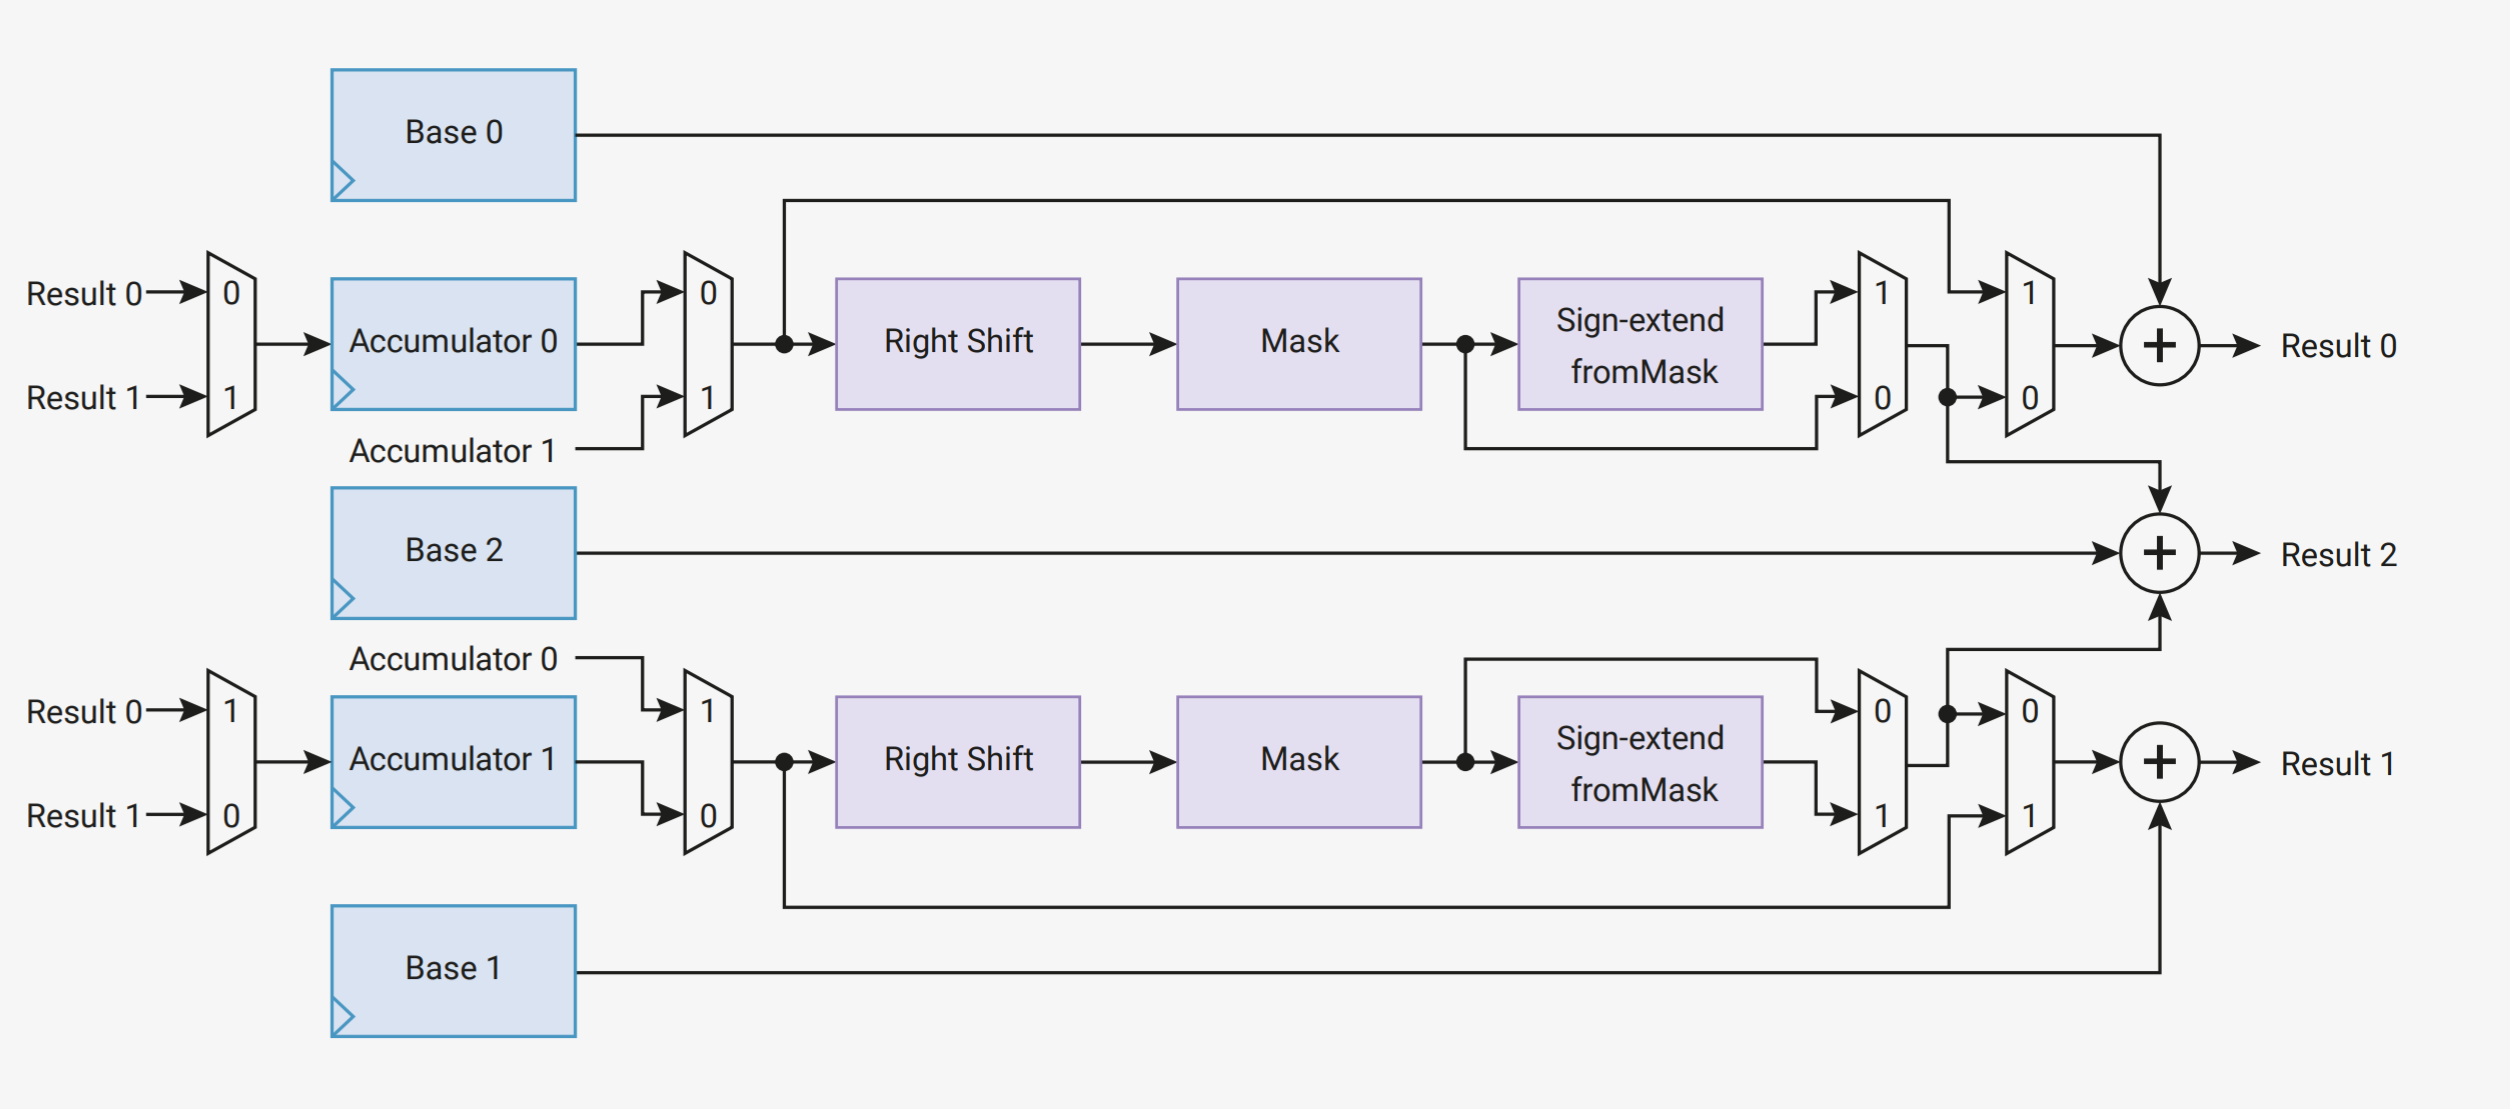 Base 0
Result 0
0
Accumulator 0
0
Right Shift
Mask
Sign-extend
fromMask
1
1
Result 0
Result 1
1
Accumulator 1
1
0
0
+
Base 2
+
Result 2
Accumulator 0
Result 0
1
Accumulator 1
1
Right Shift
Mask
Sign-extend
fromMask
0
0
Result 1
0
0
1
1
+
Result 1
Base 1